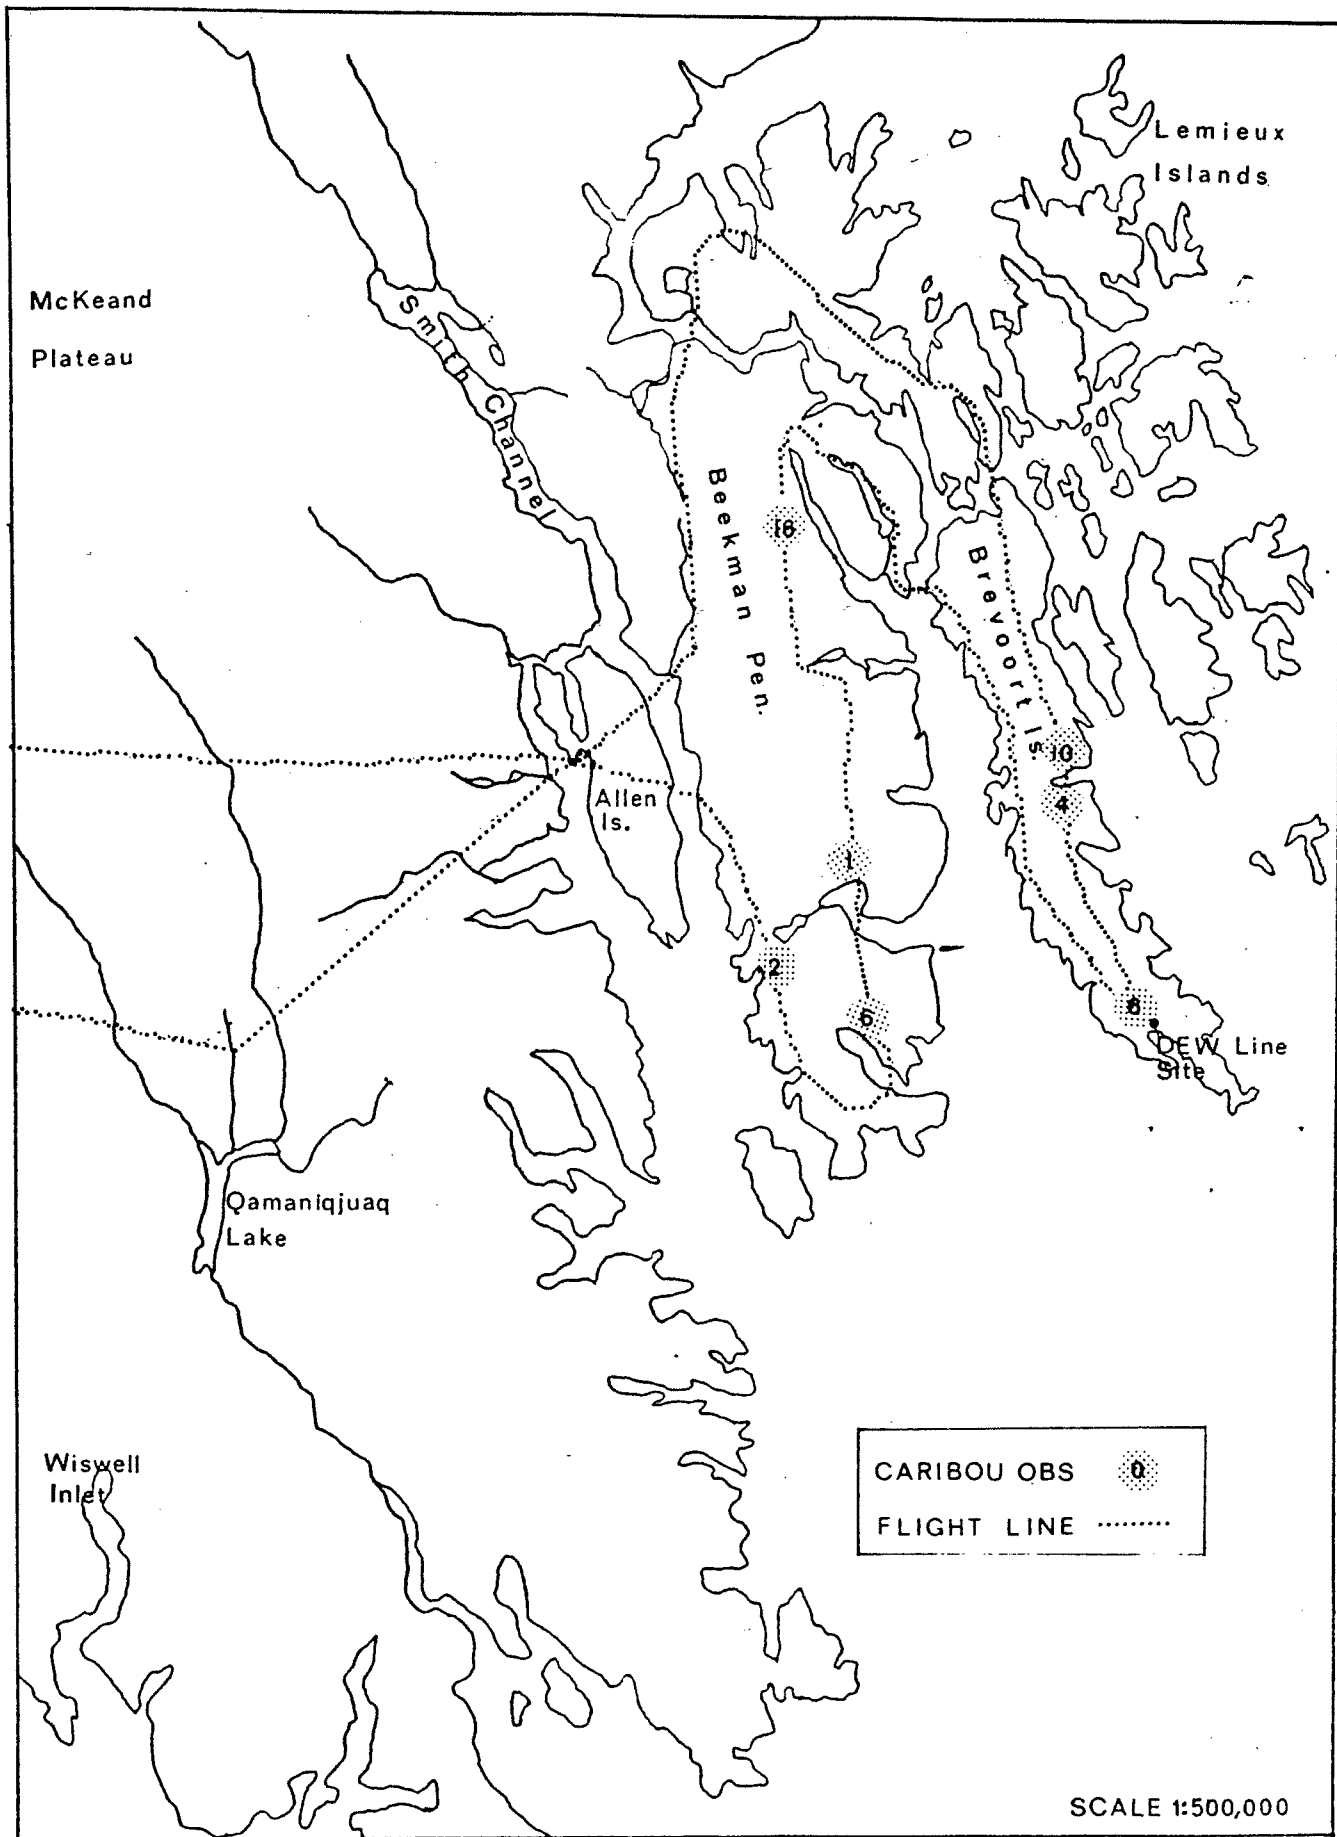 Lemieux
Islands
McKeand
Plateau
Smith Channel
Beekman Pen.
16
Brevoort Is.
10
4
Allen
Is.
1
2
5
8
DEW Line
Site
Qamaniqjuaq
Lake
Wiswell
Inlet
CARIBOU OBS 0
FLIGHT LINE
SCALE 1:500,000